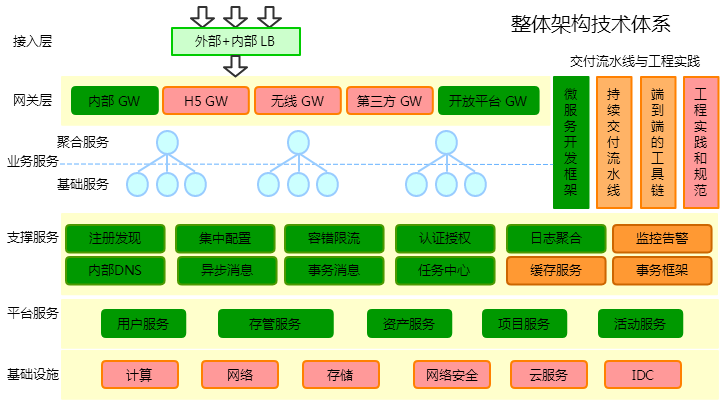 整体架构技术体系
接入层
外部+内部 LB
交付流水线与工程实践
网关层
内部 GW
H5 GW
无线 GW
第三方 GW
开放平台 GW
微服务开发框架
持续交付流水线
端到端的工具链
工程实践和规范
聚合服务
业务服务
基础服务
支撑服务
注册发现
集中配置
容错限流
认证授权
日志聚合
监控告警
内部DNS
异步消息
事务消息
任务中心
缓存服务
事务框架
平台服务
用户服务
存管服务
资产服务
项目服务
活动服务
基础设施
计算
网络
存储
网络安全
云服务
IDC